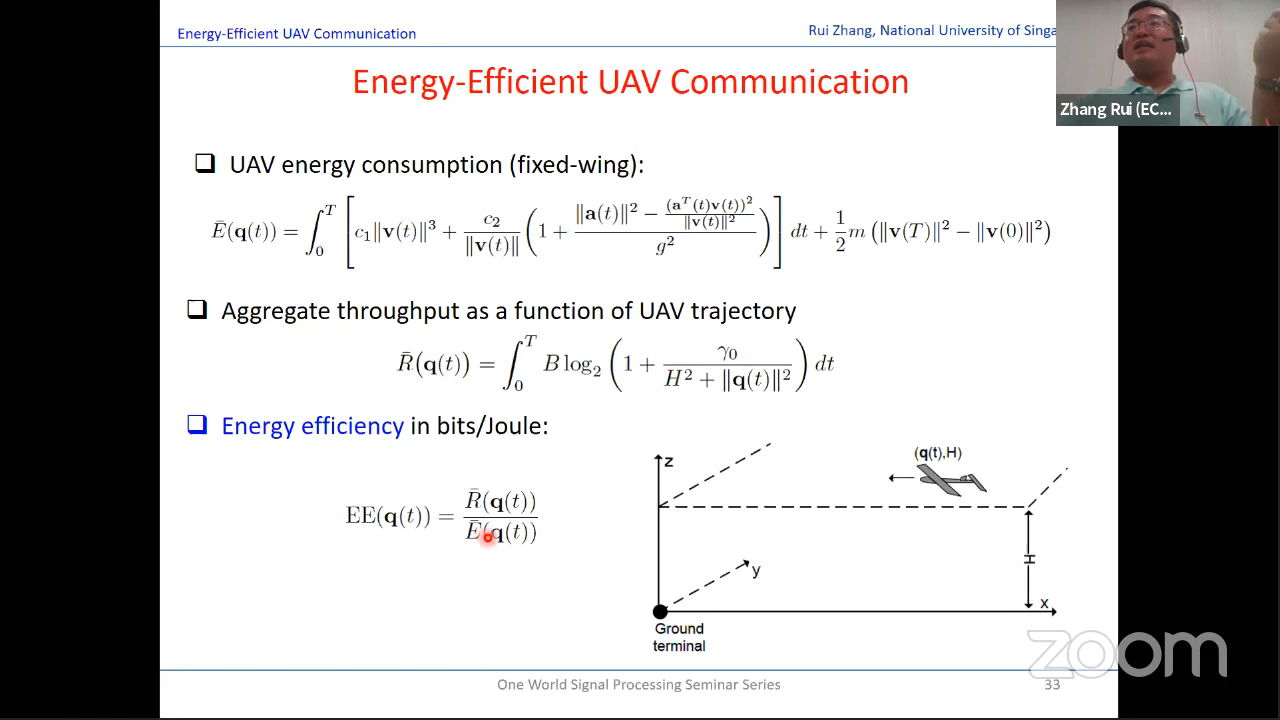 Energy-Efficient UAV Communication
Rui Zhang, National University of Singa
Zhang Rui (EC...
Energy-Efficient UAV Communication
❑ UAV energy consumption (fixed-wing):
Ē(q(t)) = ∫₀ᵀ [c₁‖v(t)‖³ + c₂/‖v(t)‖ (1 + (‖a(t)‖² − (aᵀ(t)v(t))²/‖v(t)‖²)/g²)] dt + 1/2 m (‖v(T)‖² − ‖v(0)‖²)
❑ Aggregate throughput as a function of UAV trajectory
R̄(q(t)) = ∫₀ᵀ B log₂ (1 + γ₀/(H² + ‖q(t)‖²)) dt
❑ Energy efficiency in bits/Joule:
EE(q(t)) = R̄(q(t))/Ē(q(t))
(q(t),H)
z
y
H
x
Ground
terminal
zoom
One World Signal Processing Seminar Series
33